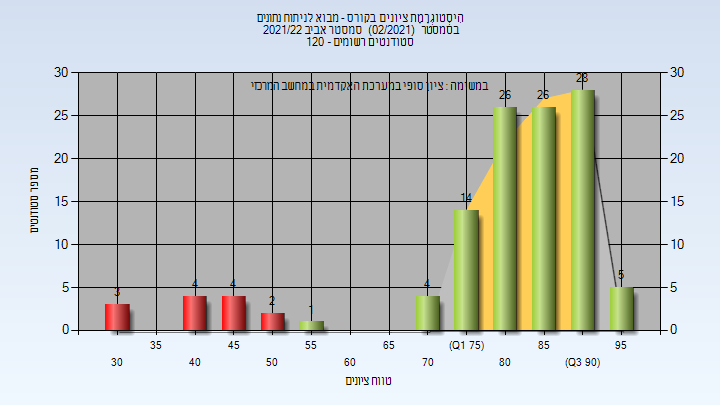 היסטוגרמת ציונים בקורס - מבוא לניתוח נתונים
בסמסטר (02/2021) סמסטר אביב 2021/22
סטודנטים רשומים - 120
במשימה : ציון סופי במערכת האקדמית במחשב המרכזי
מספר סטודנטים
30 30
25 25
20 20
15 15
10 10
5 5
0 0
3 4 4 2 1 4 14 26 26 28 5
35 45 55 65 (Q1 75) 85 95
30 40 50 60 70 80 (Q3 90)
טווח ציונים